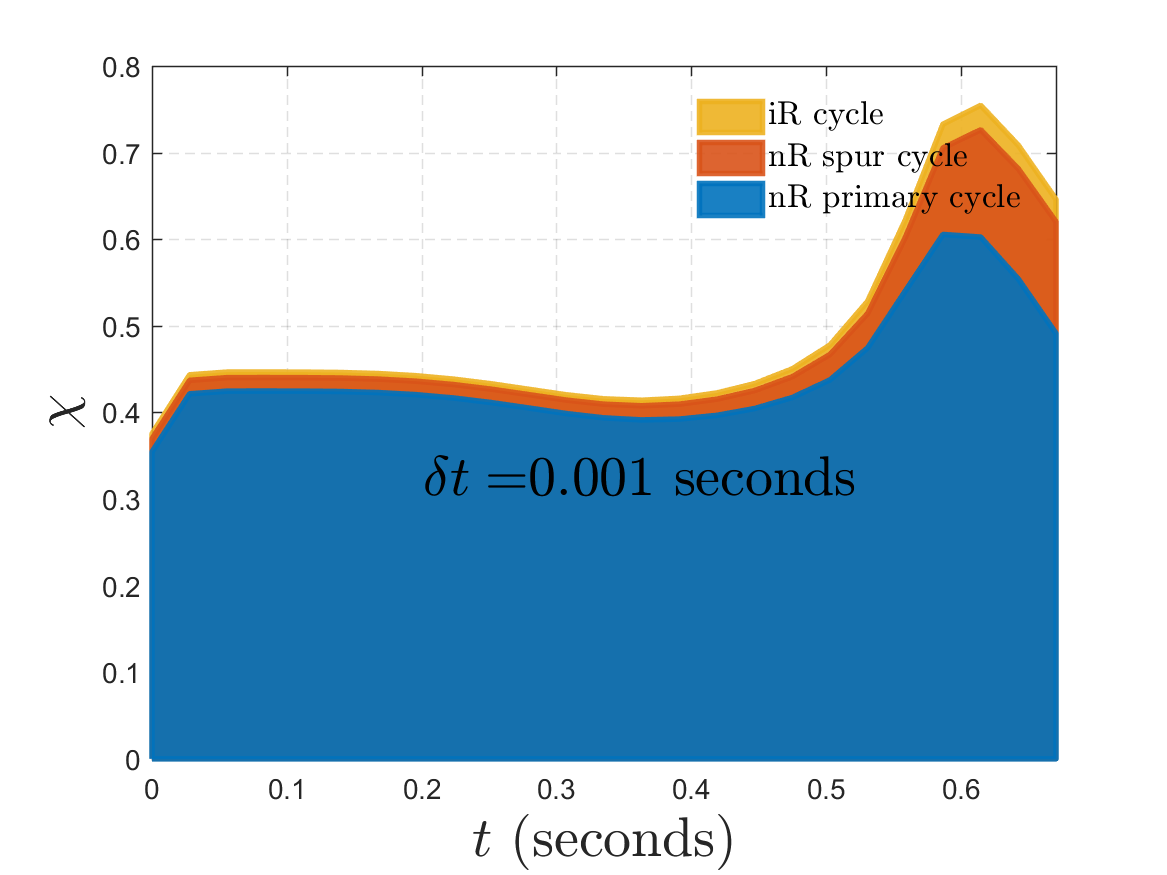 0.8
0.7
0.6
0.5
0.4
0.3
0.2
0.1
0
χ
iR cycle
nR spur cycle
nR primary cycle
δt =0.001 seconds
0 0.1 0.2 0.3 0.4 0.5 0.6
t (seconds)